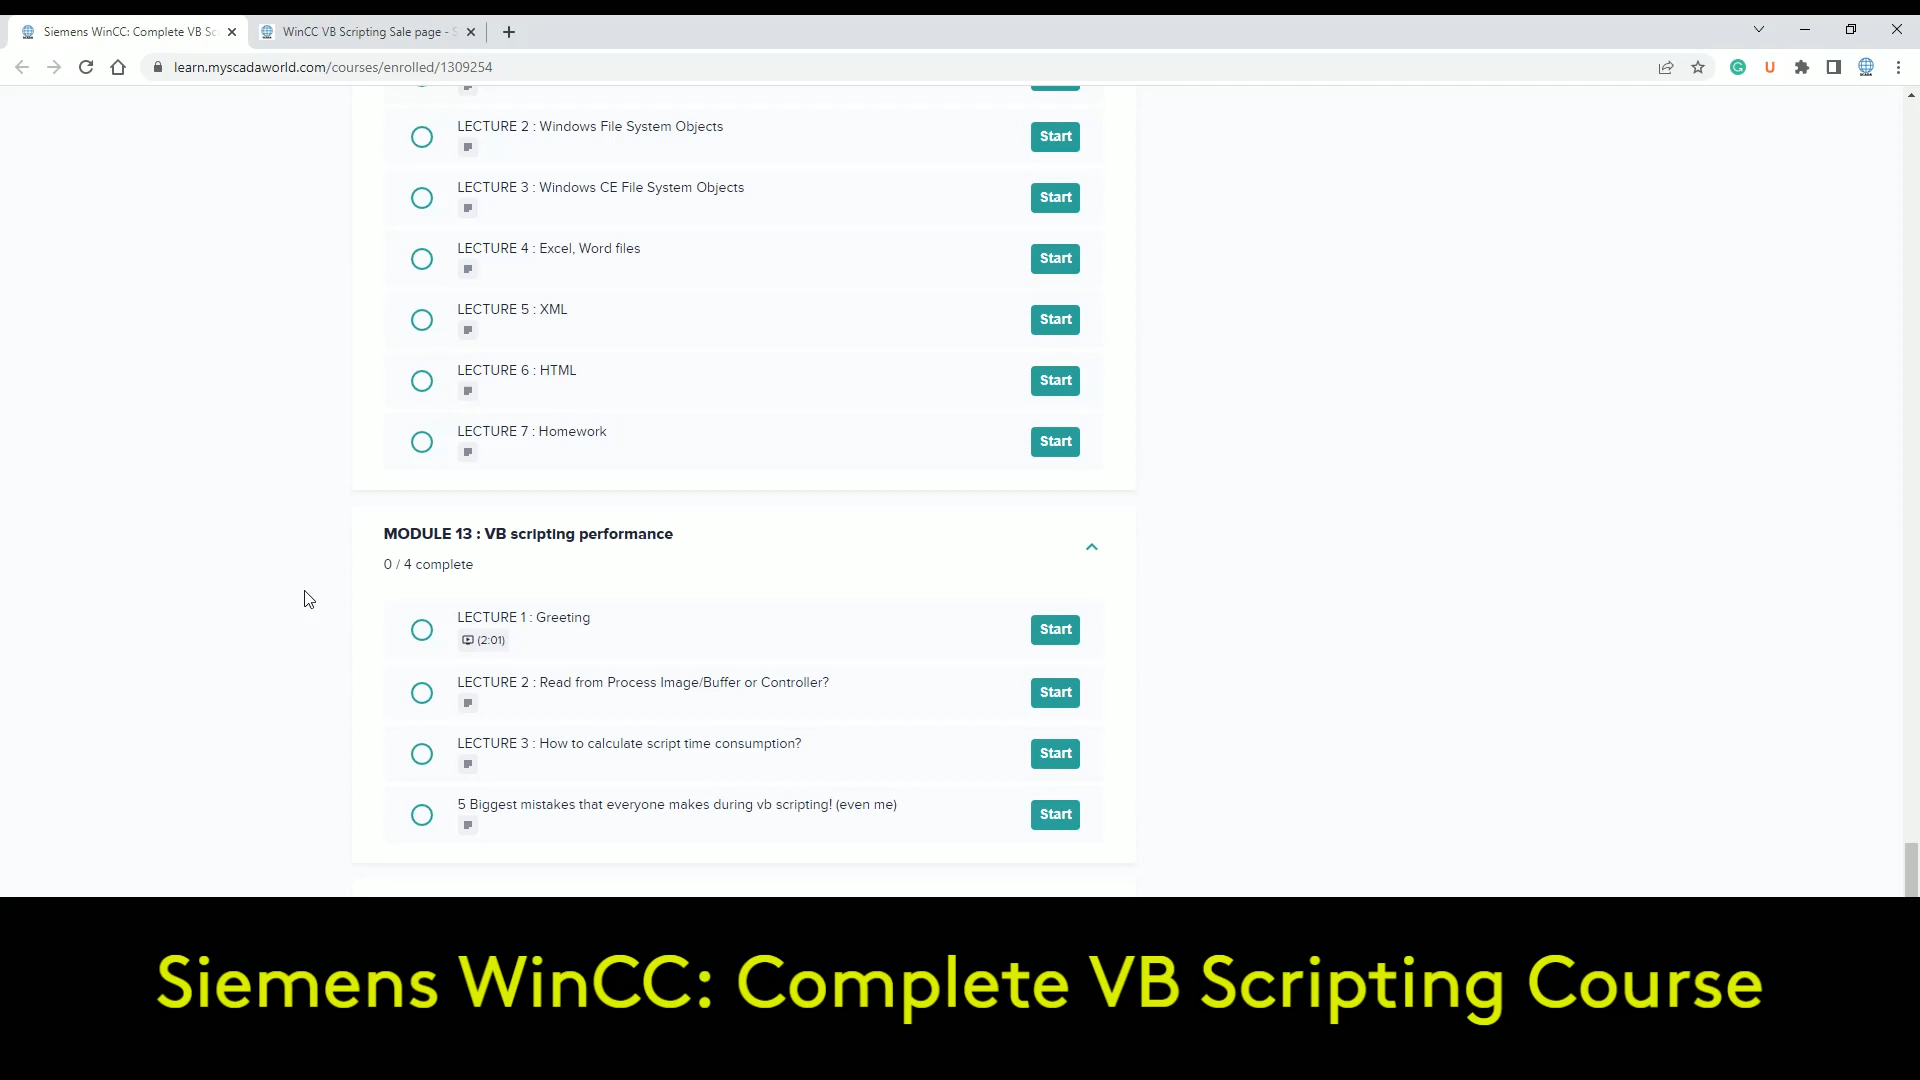 Siemens WinCC: Complete VB Sc
WinCC VB Scripting Sale page - S
learn.myscadaworld.com/courses/enrolled/1309254
LECTURE 2 : Windows File System Objects
Start
LECTURE 3 : Windows CE File System Objects
Start
LECTURE 4 : Excel, Word files
Start
LECTURE 5 : XML
Start
LECTURE 6 : HTML
Start
LECTURE 7 : Homework
Start
MODULE 13 : VB scripting performance
0 / 4 complete
LECTURE 1 : Greeting
(2:01)
Start
LECTURE 2 : Read from Process Image/Buffer or Controller?
Start
LECTURE 3 : How to calculate script time consumption?
Start
5 Biggest mistakes that everyone makes during vb scripting! (even me)
Start
Siemens WinCC: Complete VB Scripting Course